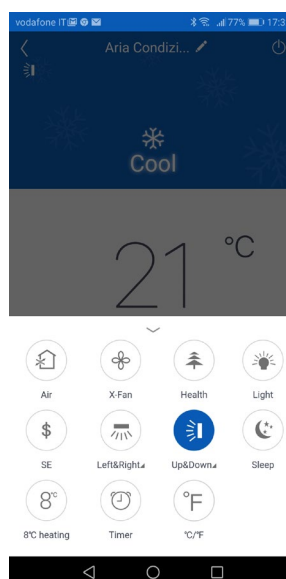 vodafone IT 77% 17:3
Aria Condizi...
Cool
21 °C
Air X-Fan Health Light
$
SE Left&Right Up&Down Sleep
8°C °F
8℃ heating Timer ℃/℉